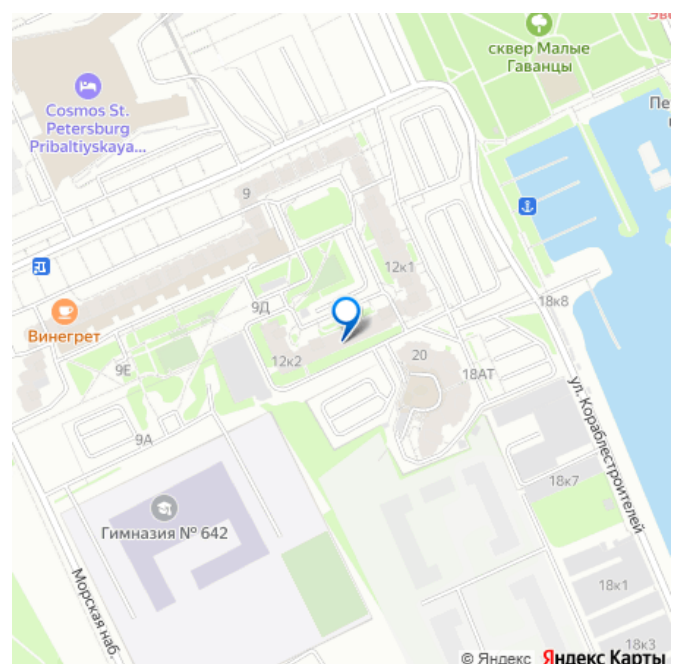 сквер Малые
Гаванцы
Cosmos St.
Petersburg
Pribaltiyskaya...
9
12к1
9Д
18к8
Винегрет
9Е
12к2
20
18АТ
9А
ул. Кораблестроителей
18к7
Гимназия № 642
Морская наб.
18к1
18к3
© Яндекс Яндекс Карты